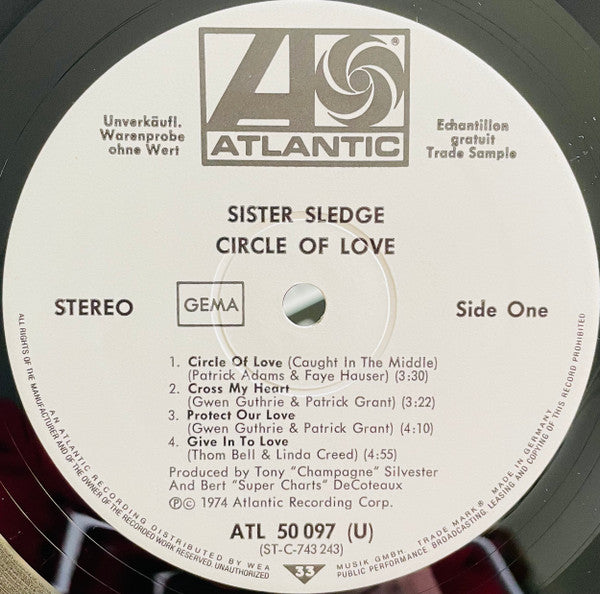 ATLANTIC
®
Unverkäufl.
Warenprobe
ohne Wert
Echantillon
gratuit
Trade Sample
SISTER SLEDGE
CIRCLE OF LOVE
STEREO
GEMA
Side One
1. Circle Of Love (Caught In The Middle)
(Patrick Adams & Faye Hauser) (3:30)
2. Cross My Heart
(Gwen Guthrie & Patrick Grant) (3:22)
3. Protect Our Love
(Gwen Guthrie & Patrick Grant) (4:10)
4. Give In To Love
(Thom Bell & Linda Creed) (4:55)
Produced by Tony "Champagne" Silvester
And Bert "Super Charts" DeCoteaux
Ⓟ© 1974 Atlantic Recording Corp.
ATL 50 097 (U)
(ST-C-743 243)
33
AN ATLANTIC RECORDING DISTRIBUTED BY WEA MUSIK GMBH. TRADE MARK® MADE IN GERMANY
ALL RIGHTS OF THE MANUFACTURER AND OF THE OWNER OF THE RECORDED WORK RESERVED. UNAUTHORIZED PUBLIC PERFORMANCE, BROADCASTING, LEASING AND COPYING OF THIS RECORD PROHIBITED